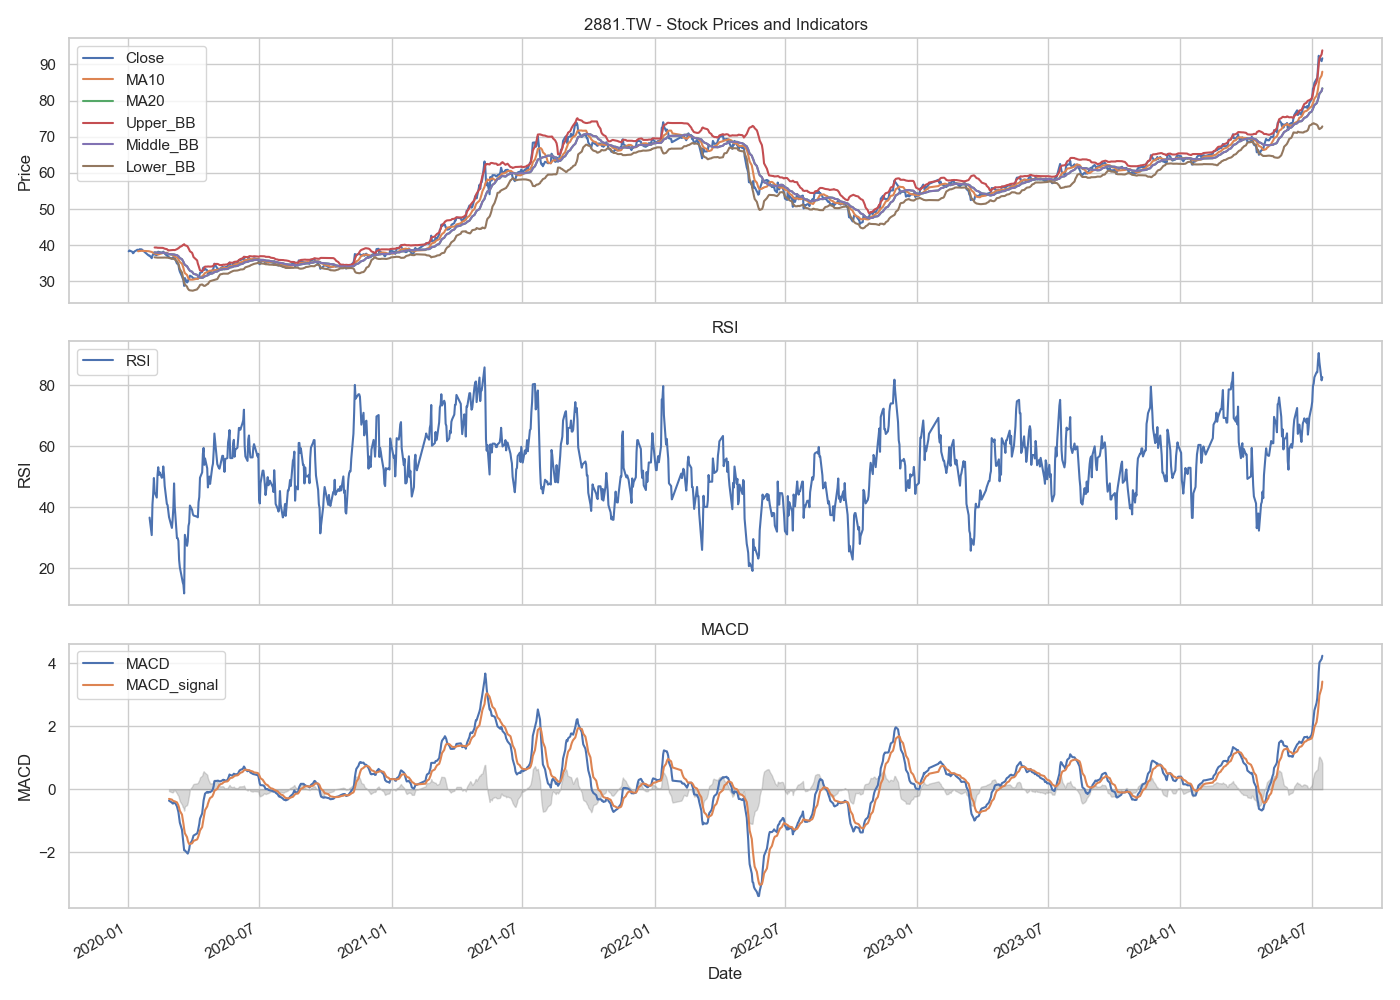 2881.TW - Stock Prices and Indicators
Close
MA10
MA20
Upper_BB
Middle_BB
Lower_BB
Price
90
80
70
60
50
40
30
RSI
RSI
RSI
80
60
40
20
MACD
MACD
MACD_signal
MACD
4
2
0
−2
2020-01
2020-07
2021-01
2021-07
2022-01
2022-07
2023-01
2023-07
2024-01
2024-07
Date